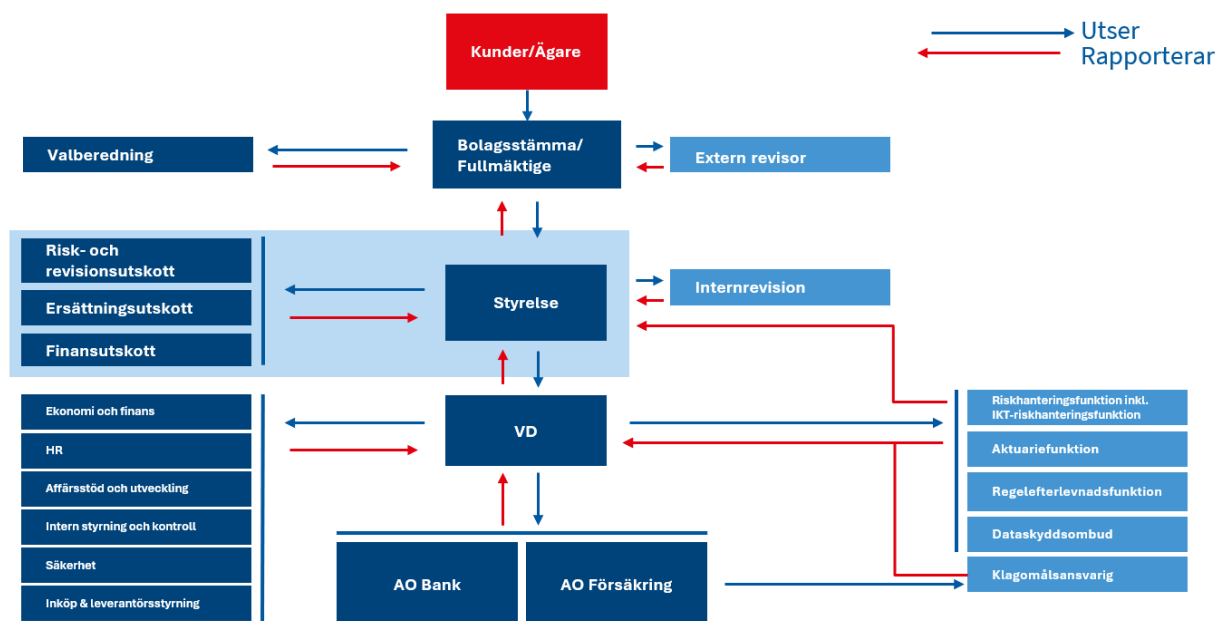 Kunder/Ägare
Utser
Rapporterar
Valberedning
Bolagsstämma/
Fullmäktige
Extern revisor
Risk- och
revisionsutskott
Ersättningsutskott
Finansutskott
Styrelse
Internrevision
Ekonomi och finans
HR
Affärsstöd och utveckling
Intern styrning och kontroll
Säkerhet
Inköp & leverantörsstyrning
VD
Riskhanteringsfunktion inkl.
IKT-riskhanteringsfunktion
Aktuariefunktion
Regelefterlevnadsfunktion
Dataskyddsombud
Klagomålsansvarig
AO Bank
AO Försäkring